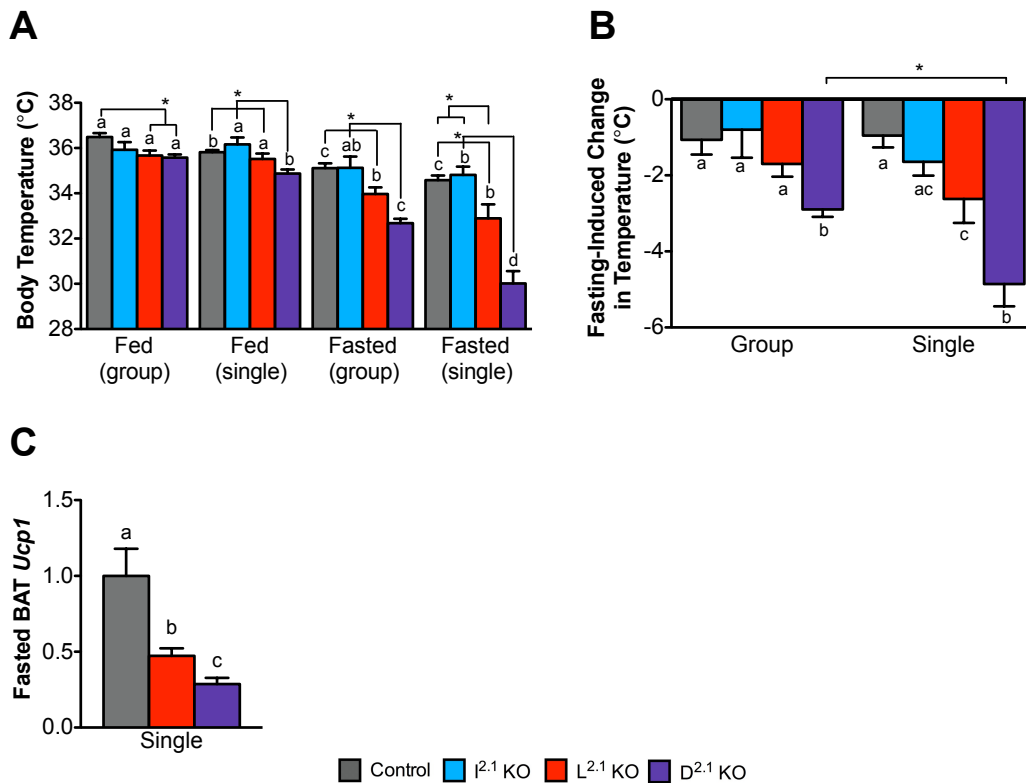 A
Body Temperature (°C)
38
36
34
32
30
28
a a a a *
b a a b *
c ab b c *
c b b d * *
Fed (group)
Fed (single)
Fasted (group)
Fasted (single)
B
Fasting-Induced Change
in Temperature (°C)
0
-2
-4
-6
*
a a a b
a ac c b
Group Single
C
Fasted BAT Ucp1
1.5
1.0
0.5
0.0
a
b
c
Single
Control I2.1 KO L2.1 KO D2.1 KO